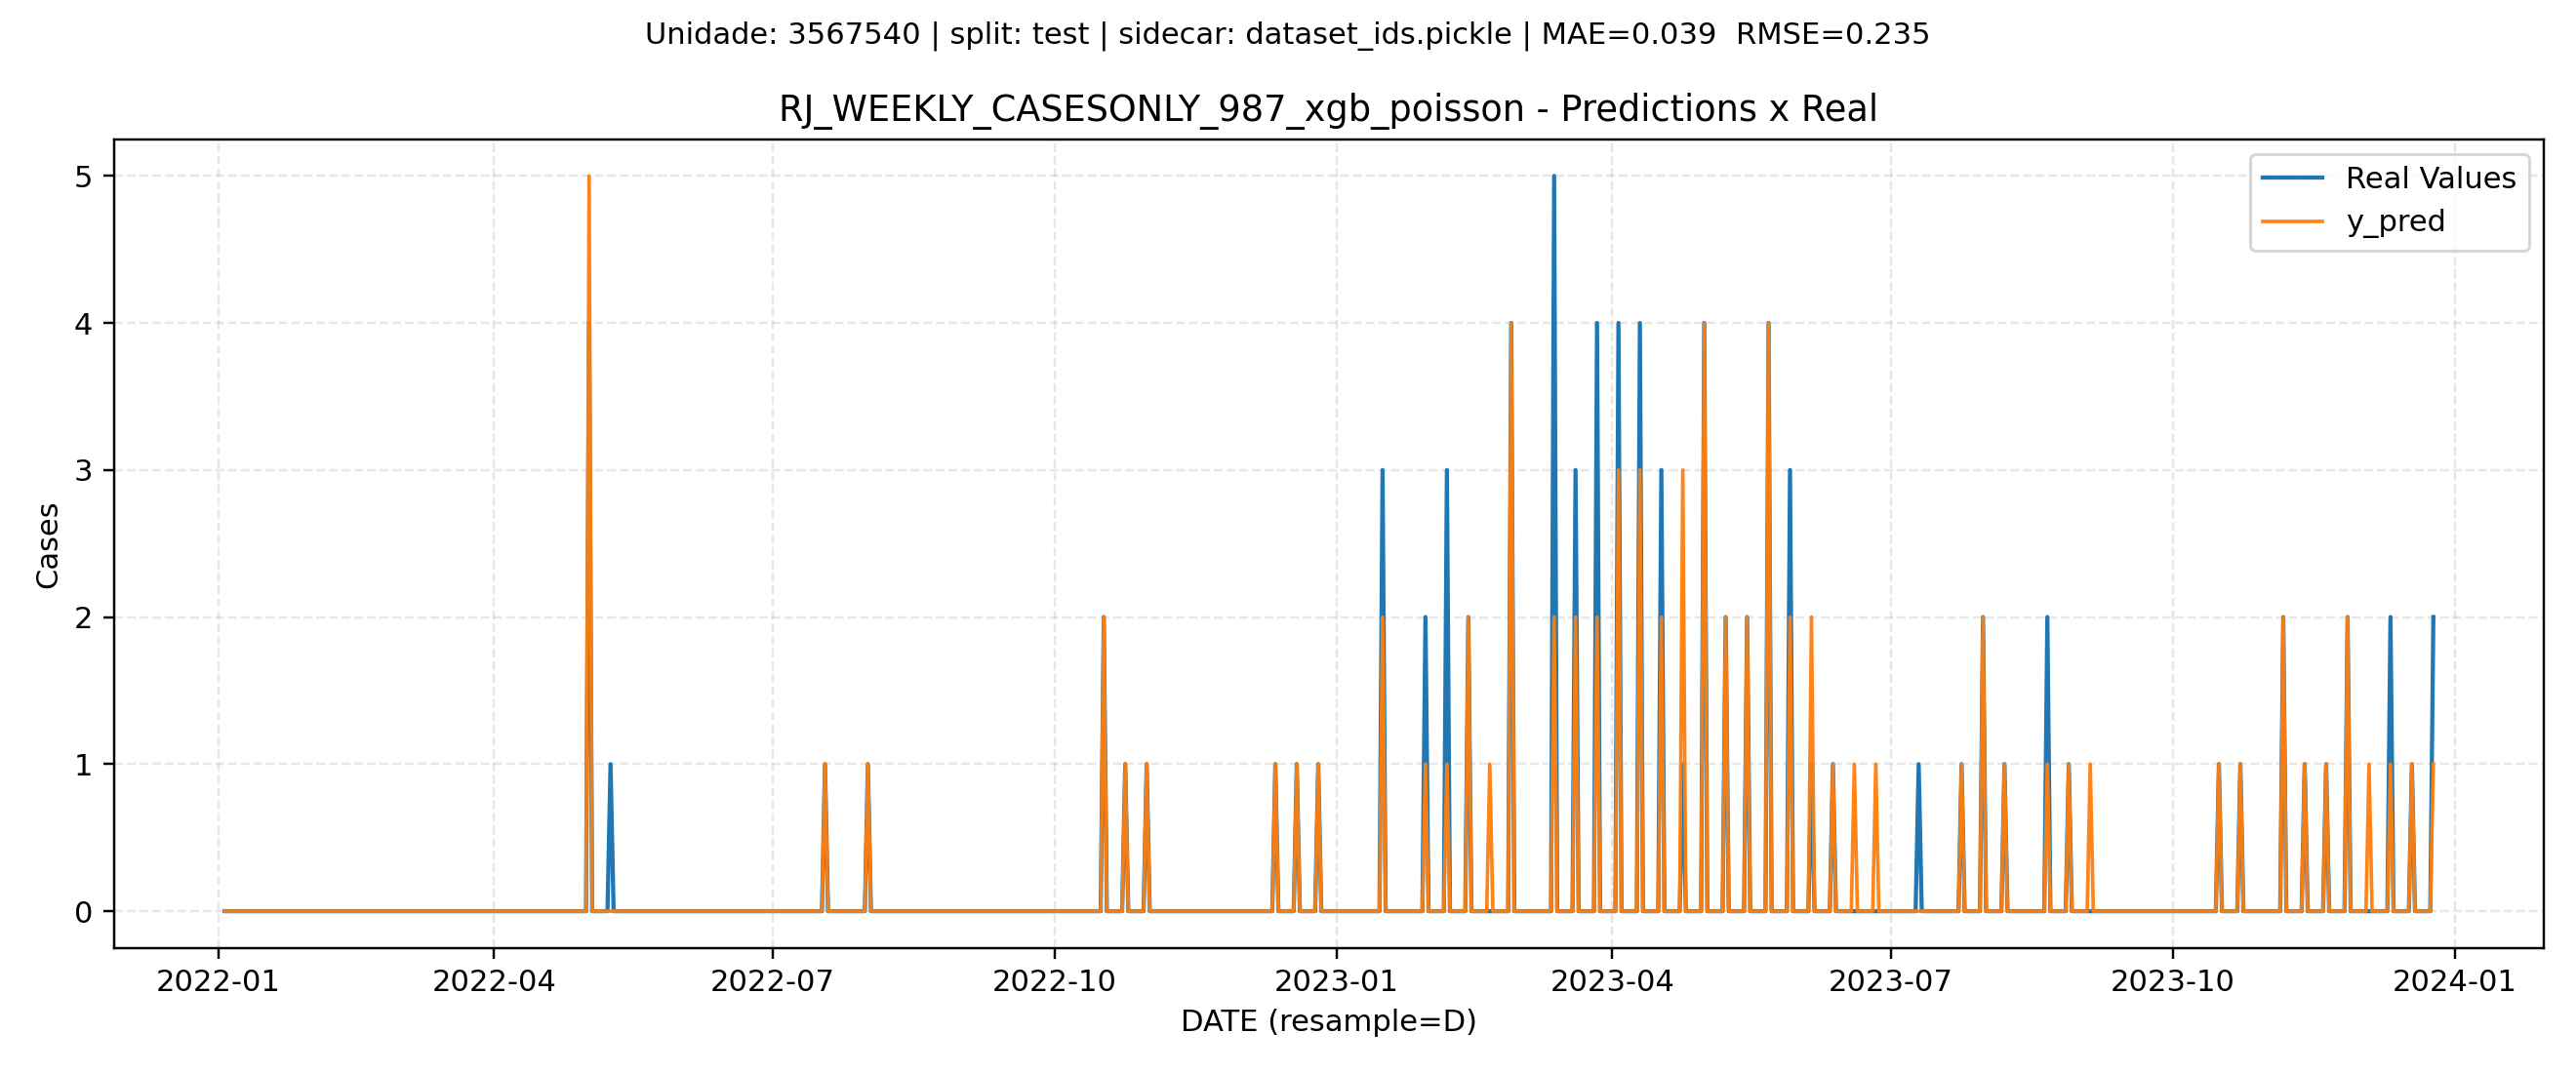 Unidade: 3567540 | split: test | sidecar: dataset_ids.pickle | MAE=0.039  RMSE=0.235
RJ_WEEKLY_CASESONLY_987_xgb_poisson - Predictions x Real
Real Values
y_pred
5
4
3
2
1
0
Cases
2022-01
2022-04
2022-07
2022-10
2023-01
2023-04
2023-07
2023-10
2024-01
DATE (resample=D)